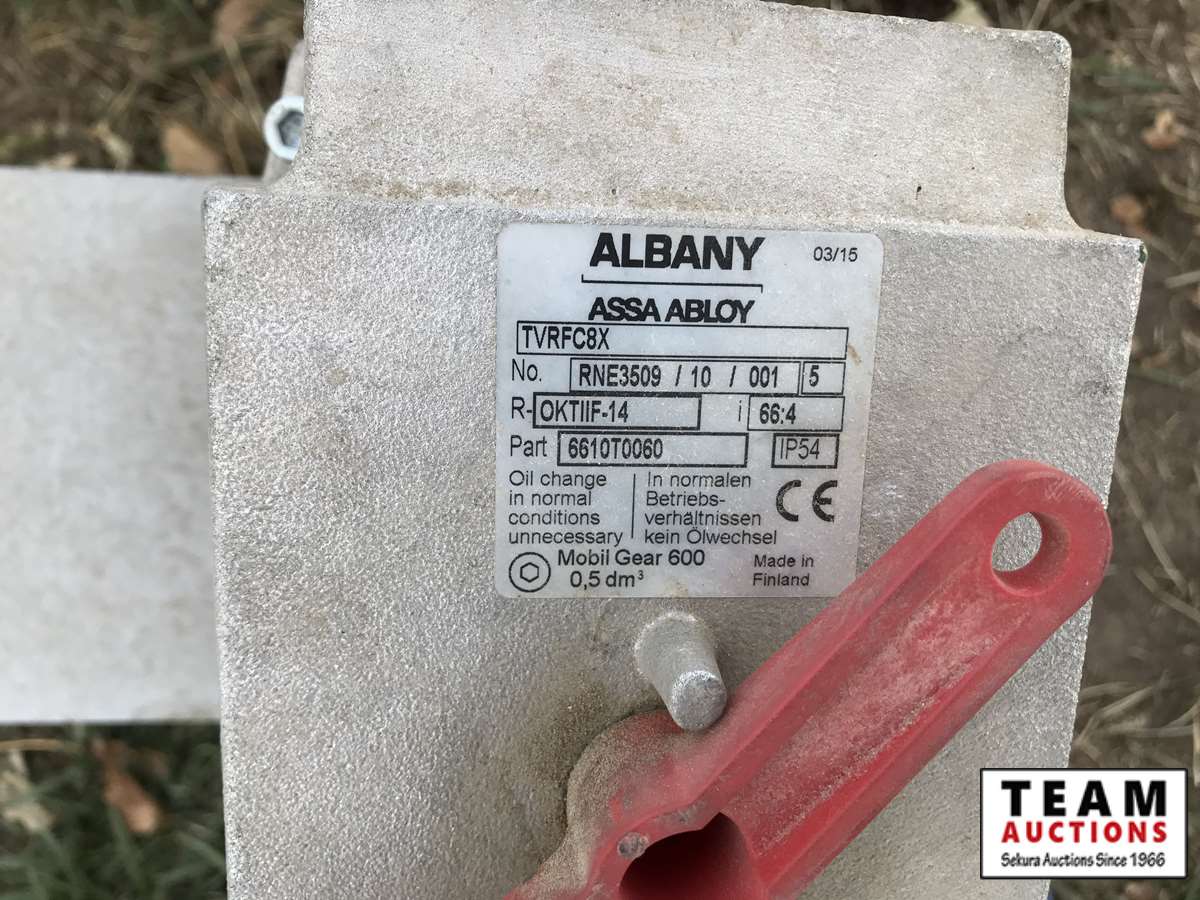 ALBANY 03/15
ASSA ABLOY
TVRFC8X
No. RNE3509 / 10 / 001 5
R- OKTIIF-14 i 66:4
Part 6610T0060 IP54
Oil change
in normal
conditions
unnecessary
In normalen
Betriebs-
verhältnissen
kein Ölwechsel
CE
Mobil Gear 600
0,5 dm³
Made in
Finland
TEAM
AUCTIONS
Sekura Auctions Since 1966